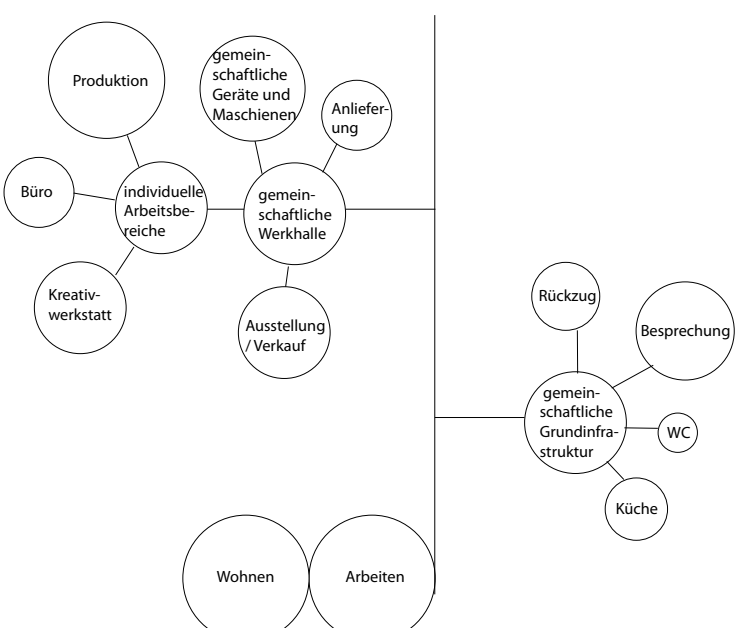 Produktion
gemein-
schaftliche
Geräte und
Maschienen
Anliefer-
ung
Büro
individuelle
Arbeitsbe-
reiche
gemein-
schaftliche
Werkhalle
Kreativ-
werkstatt
Ausstellung
/ Verkauf
Rückzug
Besprechung
gemein-
schaftliche
Grundinfra-
struktur
WC
Küche
Wohnen
Arbeiten